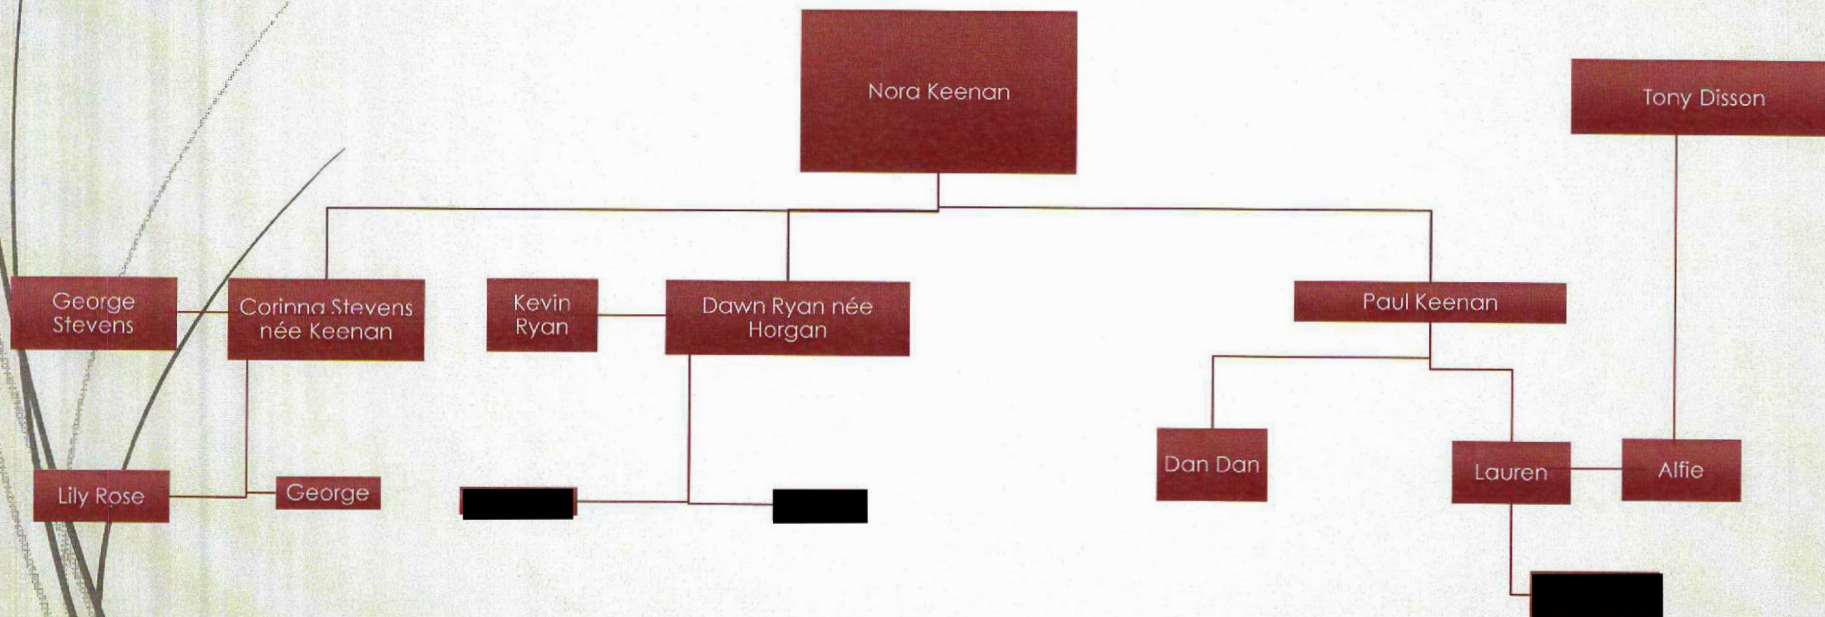 Nora Keenan
Tony Disson
George
Stevens
Corinna Stevens
née Keenan
Kevin
Ryan
Dawn Ryan née
Horgan
Paul Keenan
Dan Dan
Lauren
Alfie
Lily Rose
George